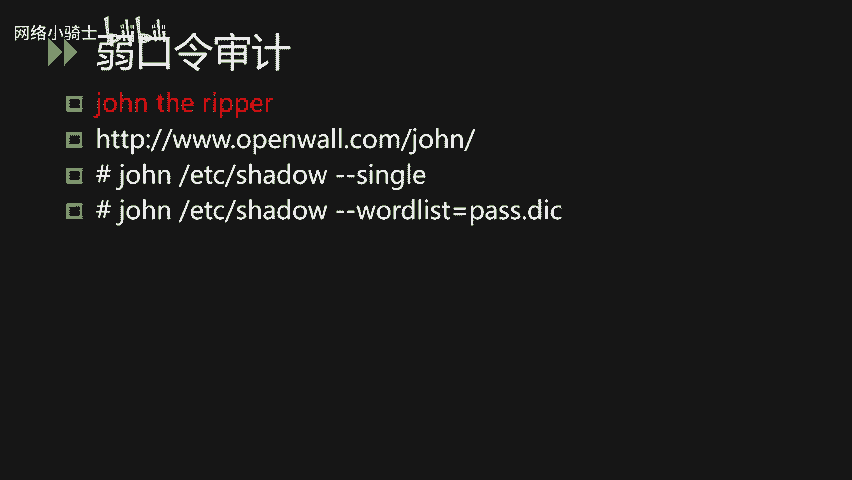 网络小骑士
弱口令审计
john the ripper
http://www.openwall.com/john/
# john /etc/shadow --single
# john /etc/shadow --wordlist=pass.dic